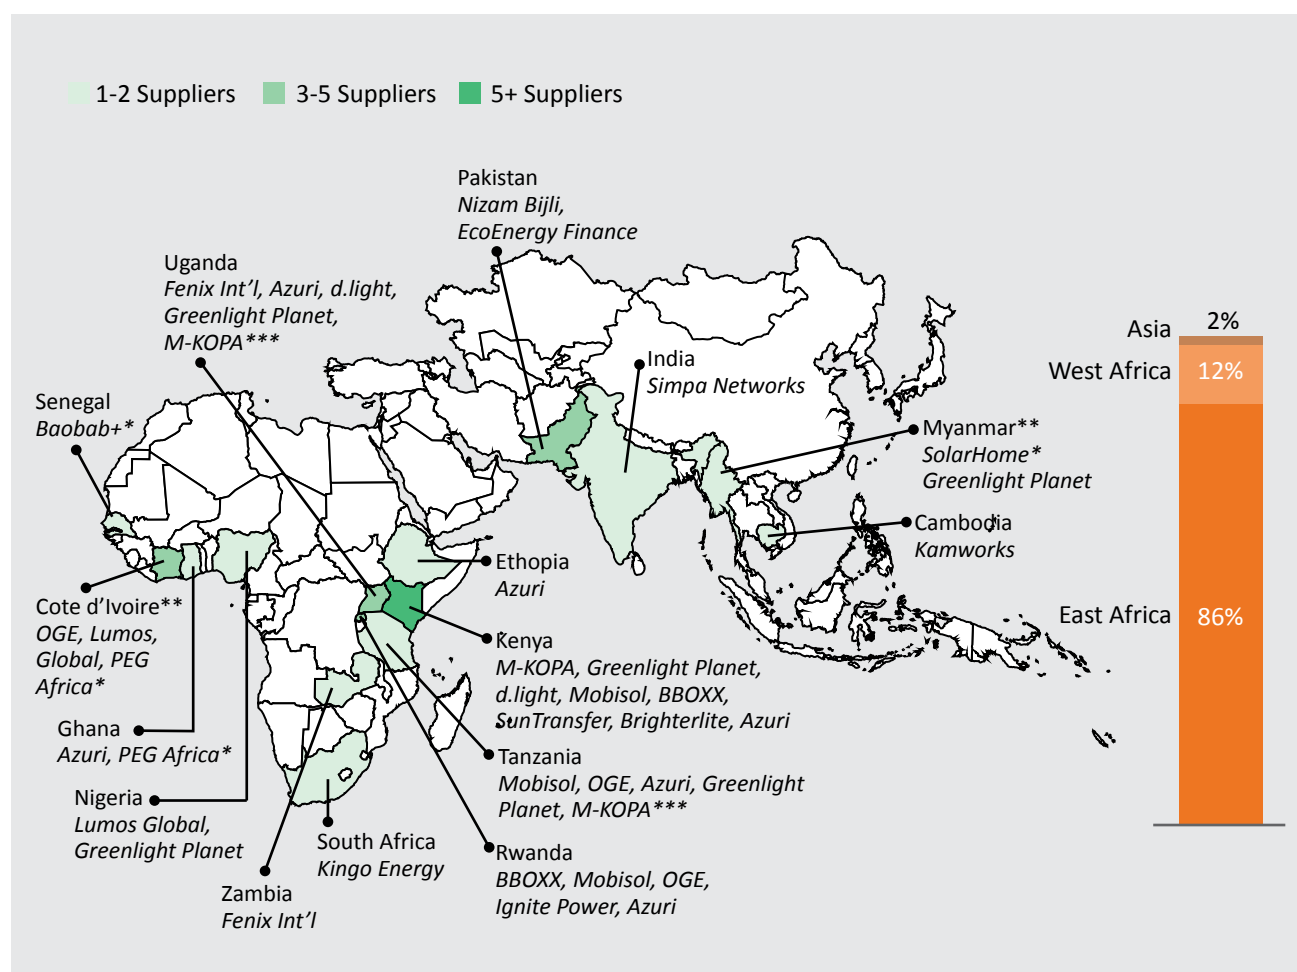 1-2 Suppliers
3-5 Suppliers
5+ Suppliers
Pakistan
Nizam Bijli,
EcoEnergy Finance
Uganda
Fenix Int’l, Azuri, d.light,
Greenlight Planet,
M-KOPA***
India
Simpa Networks
Senegal
Baobab+*
Myanmar**
SolarHome*
Greenlight Planet
Cambodia
Kamworks
Ethopia
Azuri
Cote d’Ivoire**
OGE, Lumos,
Global, PEG
Africa*
Kenya
M-KOPA, Greenlight Planet,
d.light, Mobisol, BBOXX,
SunTransfer, Brighterlite, Azuri
Ghana
Azuri, PEG Africa*
Tanzania
Mobisol, OGE, Azuri, Greenlight
Planet, M-KOPA***
Nigeria
Lumos Global,
Greenlight Planet
South Africa
Kingo Energy
Rwanda
BBOXX, Mobisol, OGE,
Ignite Power, Azuri
Zambia
Fenix Int’l
Asia 2%
West Africa 12%
East Africa 86%